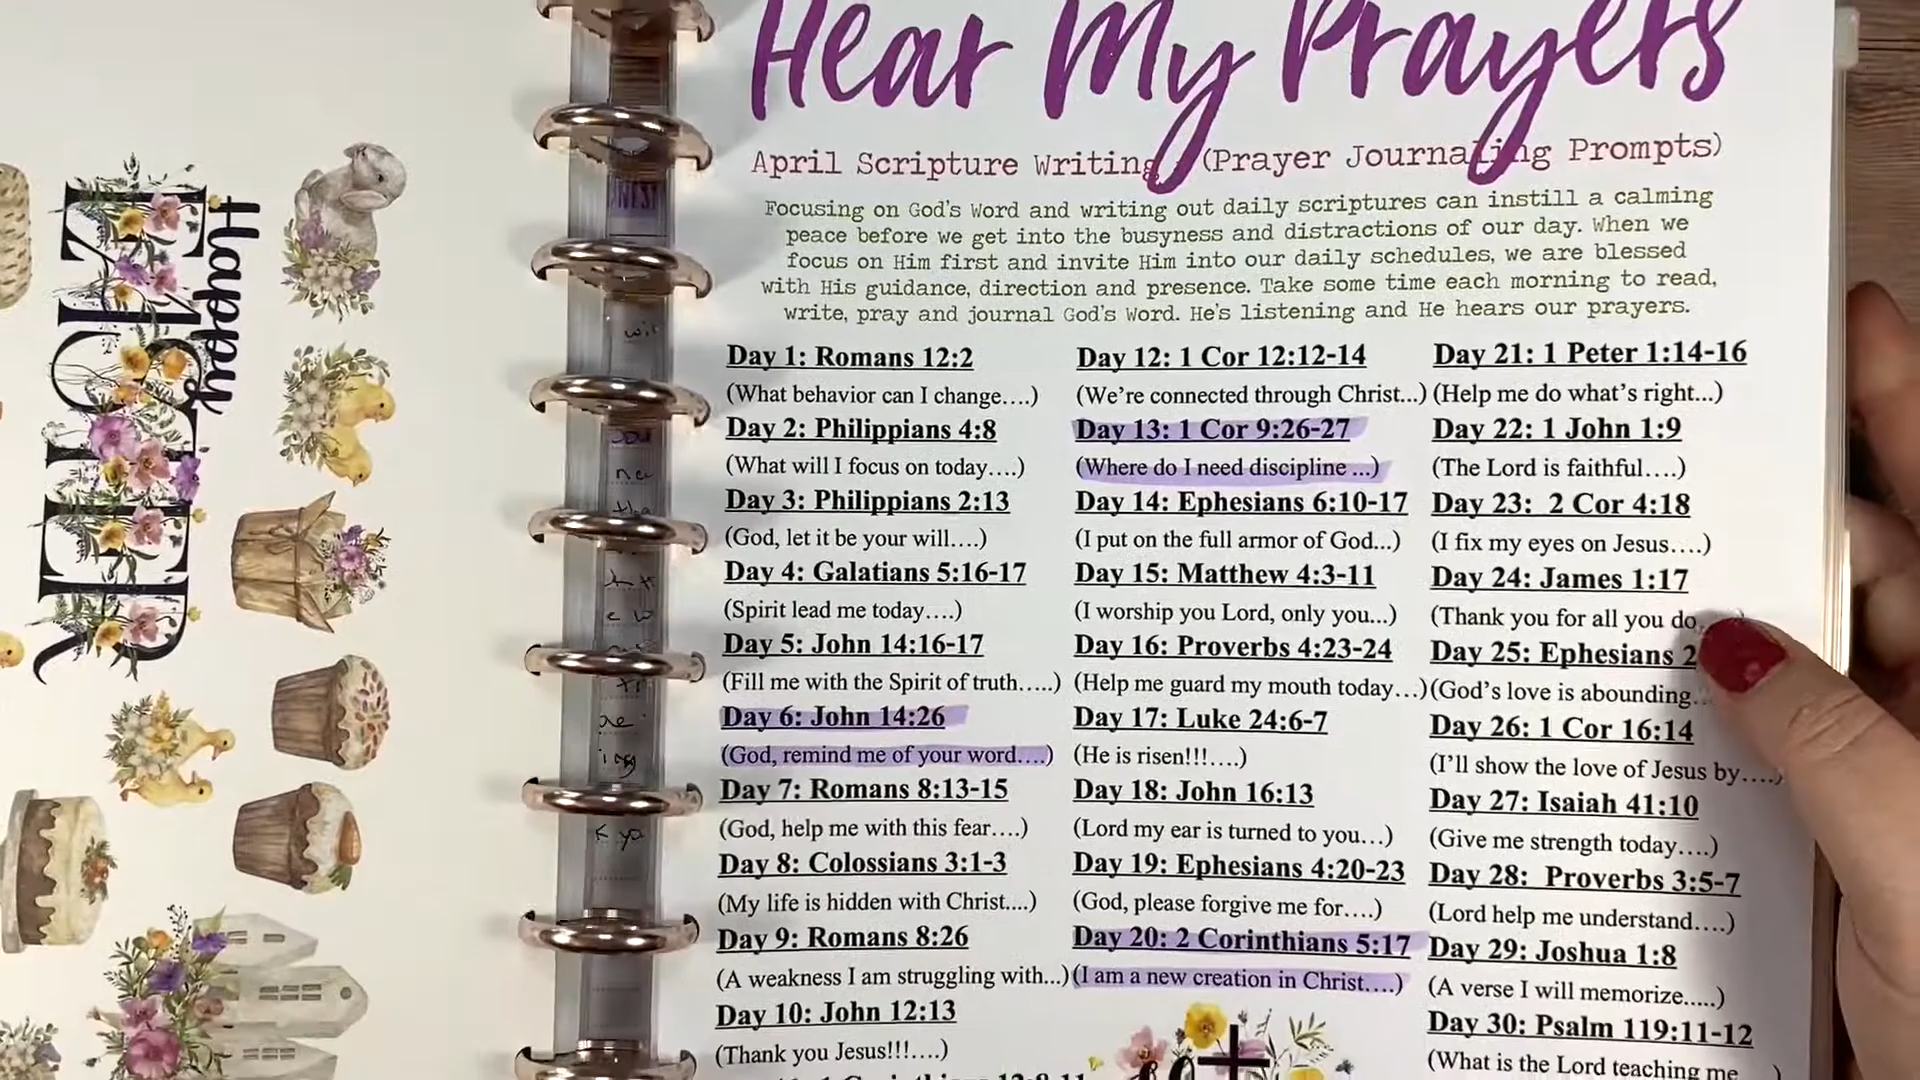 Happy
EASTER
Hear My Prayers
April Scripture Writing (Prayer Journaling Prompts)
Focusing on God's Word and writing out daily scriptures can instill a calming
peace before we get into the busyness and distractions of our day. When we
focus on Him first and invite Him into our daily schedules, we are blessed
with His guidance, direction and presence. Take some time each morning to read,
write, pray and journal God's Word. He's listening and He hears our prayers.
Day 1: Romans 12:2
(What behavior can I change....)
Day 2: Philippians 4:8
(What will I focus on today....)
Day 3: Philippians 2:13
(God, let it be your will....)
Day 4: Galatians 5:16-17
(Spirit lead me today....)
Day 5: John 14:16-17
(Fill me with the Spirit of truth.....)
Day 6: John 14:26
(God, remind me of your word....)
Day 7: Romans 8:13-15
(God, help me with this fear....)
Day 8: Colossians 3:1-3
(My life is hidden with Christ....)
Day 9: Romans 8:26
(A weakness I am struggling with...)
Day 10: John 12:13
(Thank you Jesus!!!....)
Day 12: 1 Cor 12:12-14
(We're connected through Christ...)
Day 13: 1 Cor 9:26-27
(Where do I need discipline ...)
Day 14: Ephesians 6:10-17
(I put on the full armor of God...)
Day 15: Matthew 4:3-11
(I worship you Lord, only you...)
Day 16: Proverbs 4:23-24
(Help me guard my mouth today...)
Day 17: Luke 24:6-7
(He is risen!!!....)
Day 18: John 16:13
(Lord my ear is turned to you...)
Day 19: Ephesians 4:20-23
(God, please forgive me for....)
Day 20: 2 Corinthians 5:17
(I am a new creation in Christ....)
Day 21: 1 Peter 1:14-16
(Help me do what's right...)
Day 22: 1 John 1:9
(The Lord is faithful....)
Day 23: 2 Cor 4:18
(I fix my eyes on Jesus....)
Day 24: James 1:17
(Thank you for all you do
Day 25: Ephesians 2
(God's love is abounding
Day 26: 1 Cor 16:14
(I'll show the love of Jesus by....)
Day 27: Isaiah 41:10
(Give me strength today....)
Day 28: Proverbs 3:5-7
(Lord help me understand....)
Day 29: Joshua 1:8
(A verse I will memorize.....)
Day 30: Psalm 119:11-12
(What is the Lord teaching me